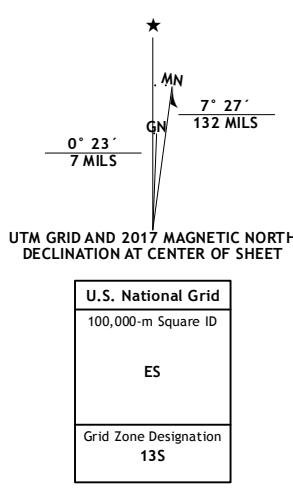 ★
MN
7° 27´
132 MILS
GN
0° 23´
7 MILS
UTM GRID AND 2017 MAGNETIC NORTH
DECLINATION AT CENTER OF SHEET
U.S. National Grid
100,000-m Square ID
ES
Grid Zone Designation
13S